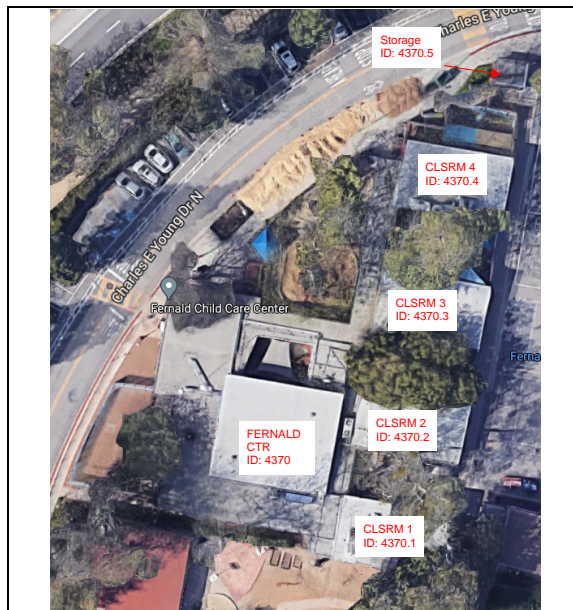 Charles E Young
Storage
ID: 4370.5
CLSRM 4
ID: 4370.4
Charles E Young Dr N
CLSRM 3
ID: 4370.3
Fernald Child Care Center
Ferna
CLSRM 2
ID: 4370.2
FERNALD
CTR
ID: 4370
CLSRM 1
ID: 4370.1